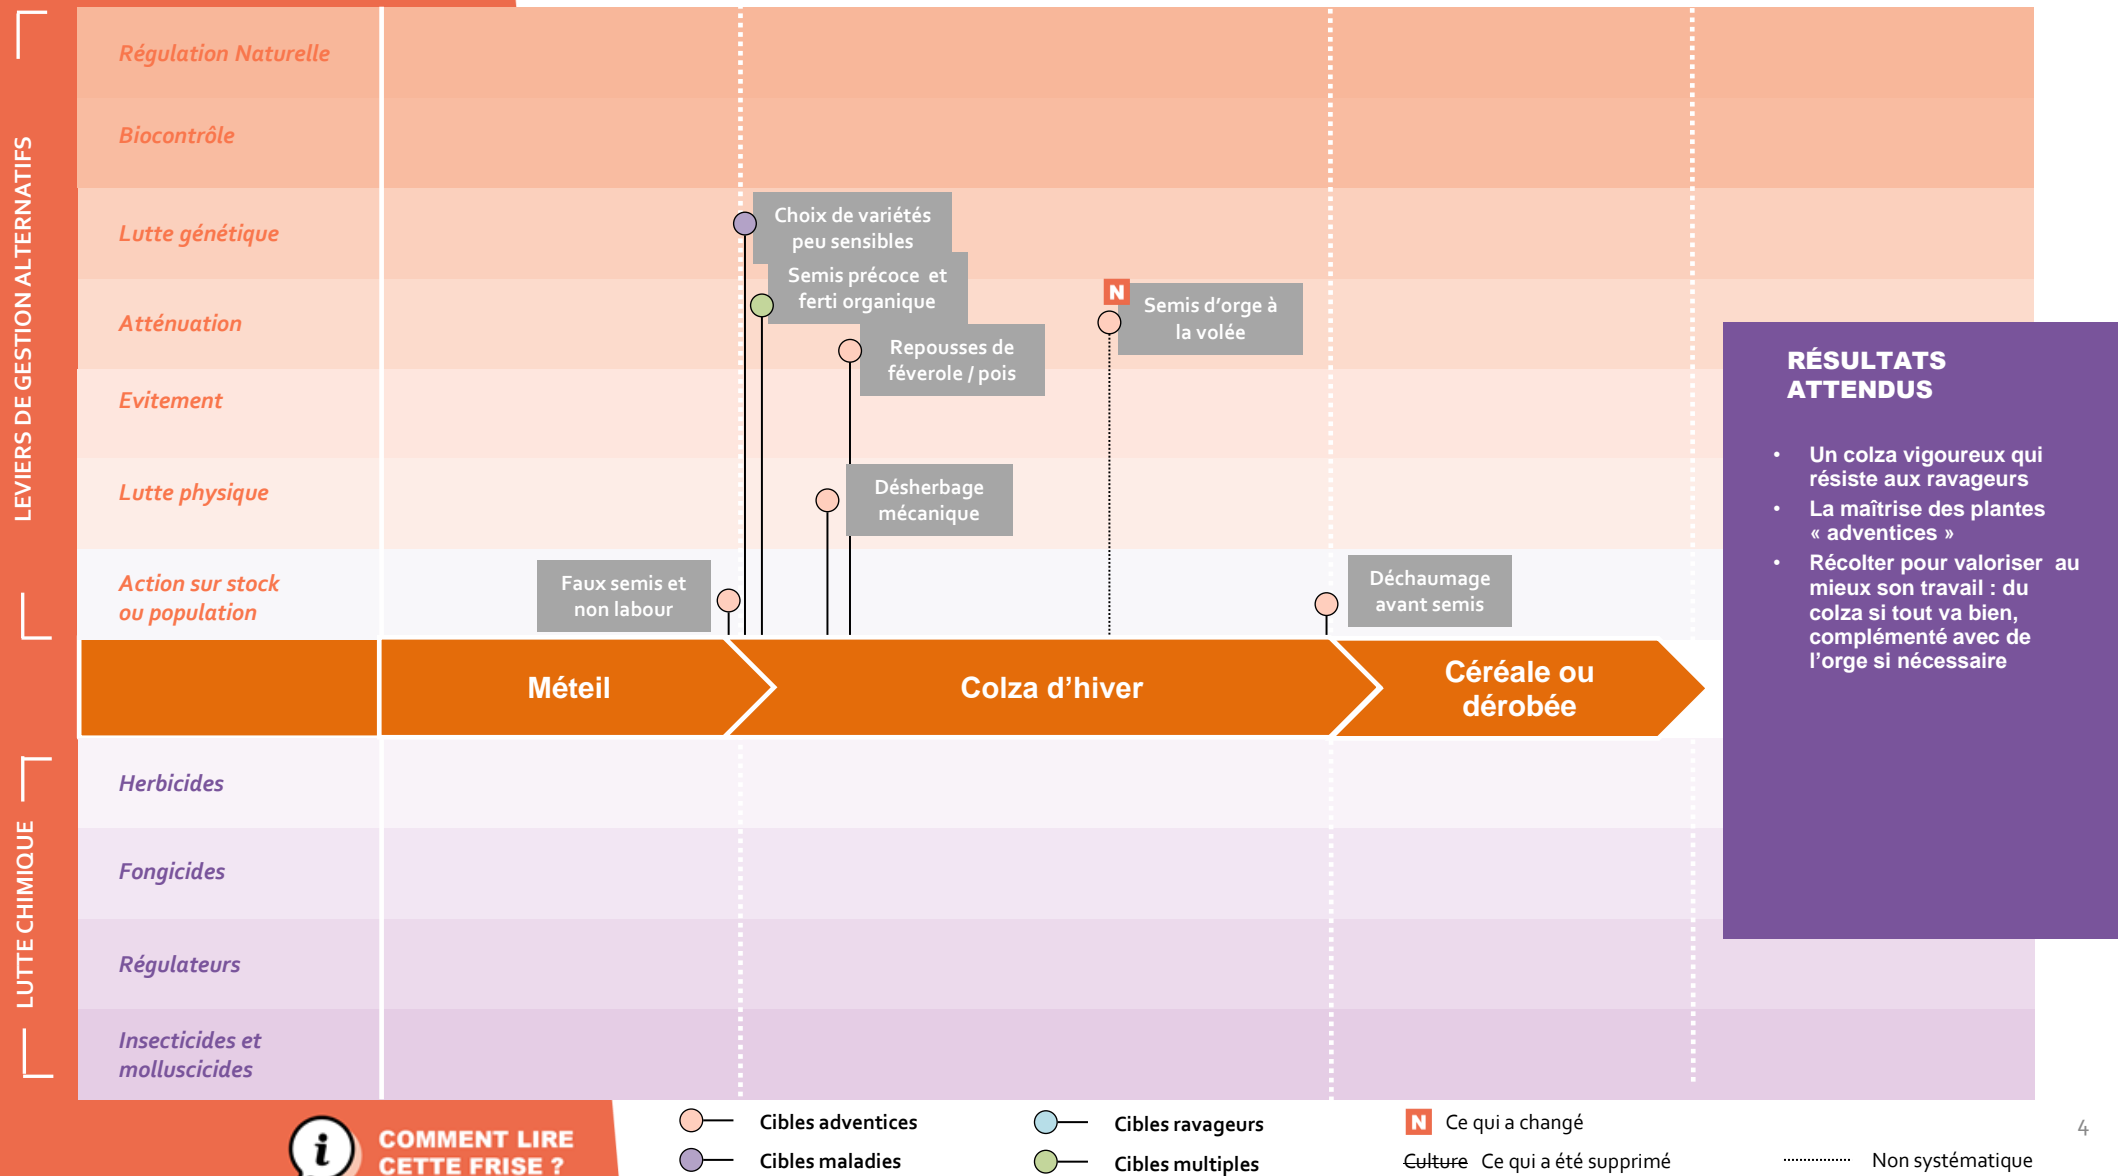 LEVIERS DE GESTION ALTERNATIFS
Régulation Naturelle
Biocontrôle
Lutte génétique
Atténuation
Evitement
Lutte physique
Action sur stock
ou population
Choix de variétés
peu sensibles
Semis précoce et
ferti organique
Repousses de
féverole / pois
N
Semis d'orge à
la volée
Désherbage
mécanique
Faux semis et
non labour
Déchaumage
avant semis
Méteil
Colza d'hiver
Céréale ou
dérobée
RÉSULTATS
ATTENDUS
• Un colza vigoureux qui
résiste aux ravageurs
• La maîtrise des plantes
« adventices »
• Récolter pour valoriser au
mieux son travail : du
colza si tout va bien,
complémenté avec de
l'orge si nécessaire
LUTTE CHIMIQUE
Herbicides
Fongicides
Régulateurs
Insecticides et
molluscicides
i
COMMENT LIRE
CETTE FRISE ?
Cibles adventices
Cibles maladies
Cibles ravageurs
Cibles multiples
N Ce qui a changé
Culture Ce qui a été supprimé
Non systématique
4